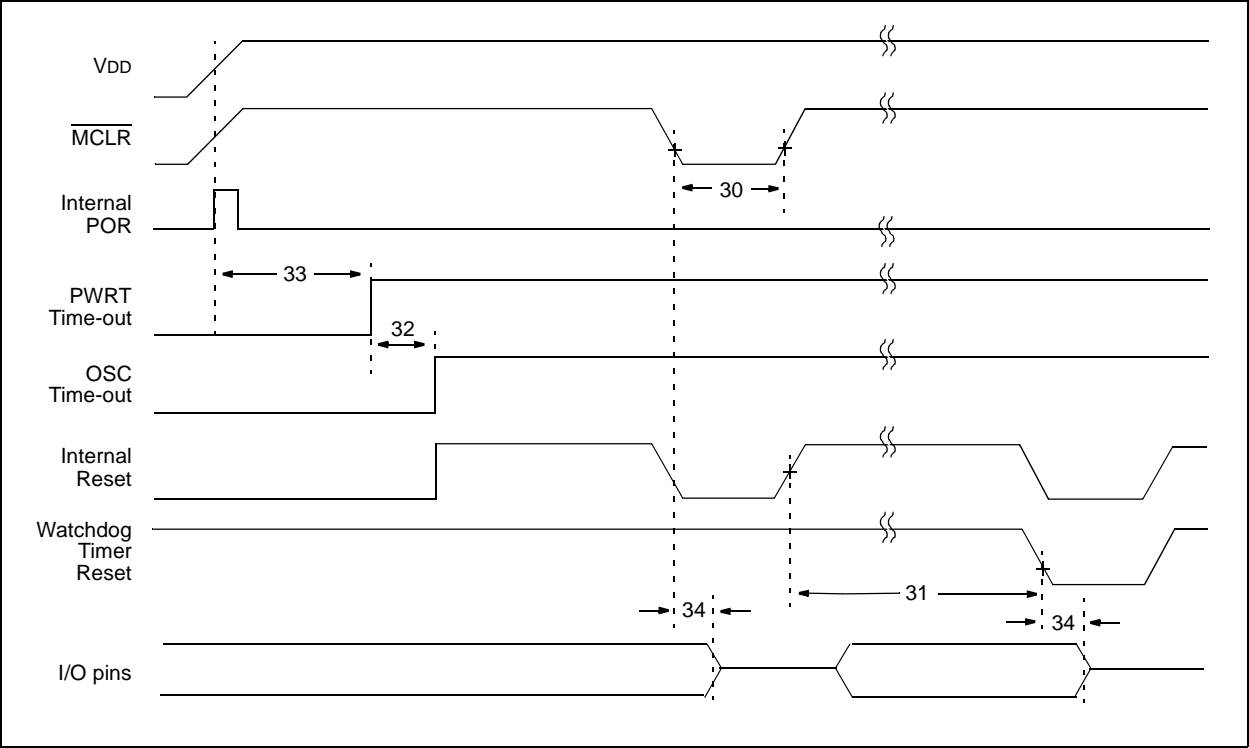 VDD
MCLR
30
Internal
POR
33
PWRT
Time-out
32
OSC
Time-out
Internal
Reset
Watchdog
Timer
Reset
31
34
34
I/O pins